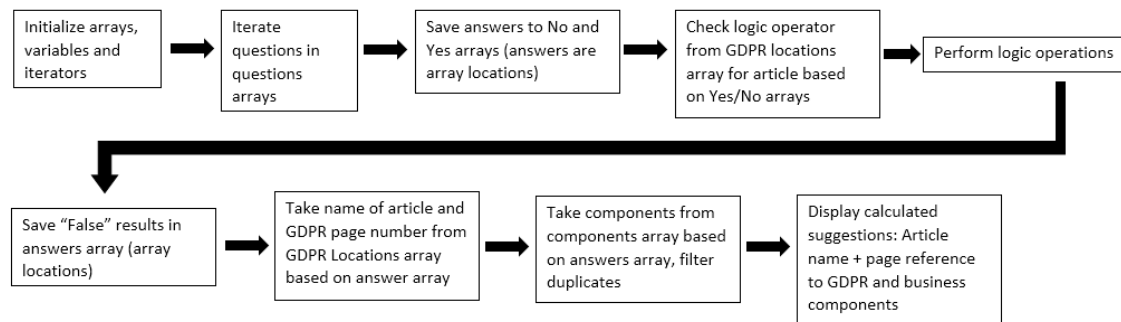 Initialize arrays,
variables and
iterators
Iterate
questions in
questions
arrays
Save answers to No and
Yes arrays (answers are
array locations)
Check logic operator
from GDPR locations
array for article based
on Yes/No arrays
Perform logic operations
Save “False” results in
answers array (array
locations)
Take name of article and
GDPR page number from
GDPR Locations array
based on answer array
Take components from
components array based
on answers array, filter
duplicates
Display calculated
suggestions: Article
name + page reference
to GDPR and business
components